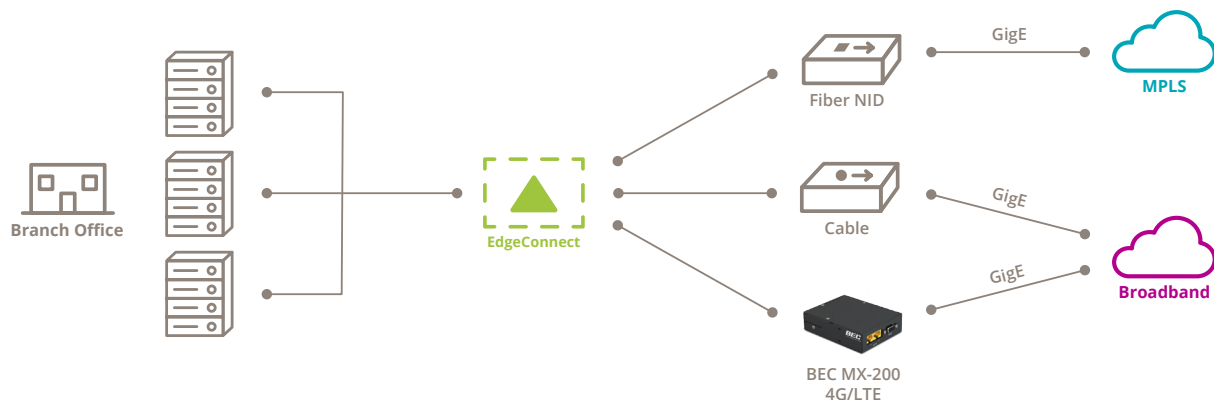 GigE
MPLS
Fiber NID
Branch Office
EdgeConnect
Cable
GigE
GigE
Broadband
BEC
BEC MX-200
4G/LTE